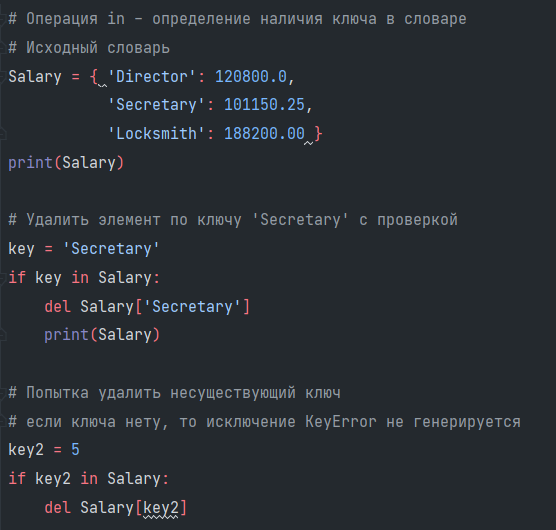 # Операция in – определение наличия ключа в словаре
# Исходный словарь
Salary = { 'Director': 120800.0,
           'Secretary': 101150.25,
           'Locksmith': 188200.00 }
print(Salary)

# Удалить элемент по ключу 'Secretary' с проверкой
key = 'Secretary'
if key in Salary:
    del Salary['Secretary']
    print(Salary)

# Попытка удалить несуществующий ключ
# если ключа нету, то исключение KeyError не генерируется
key2 = 5
if key2 in Salary:
    del Salary[key2]